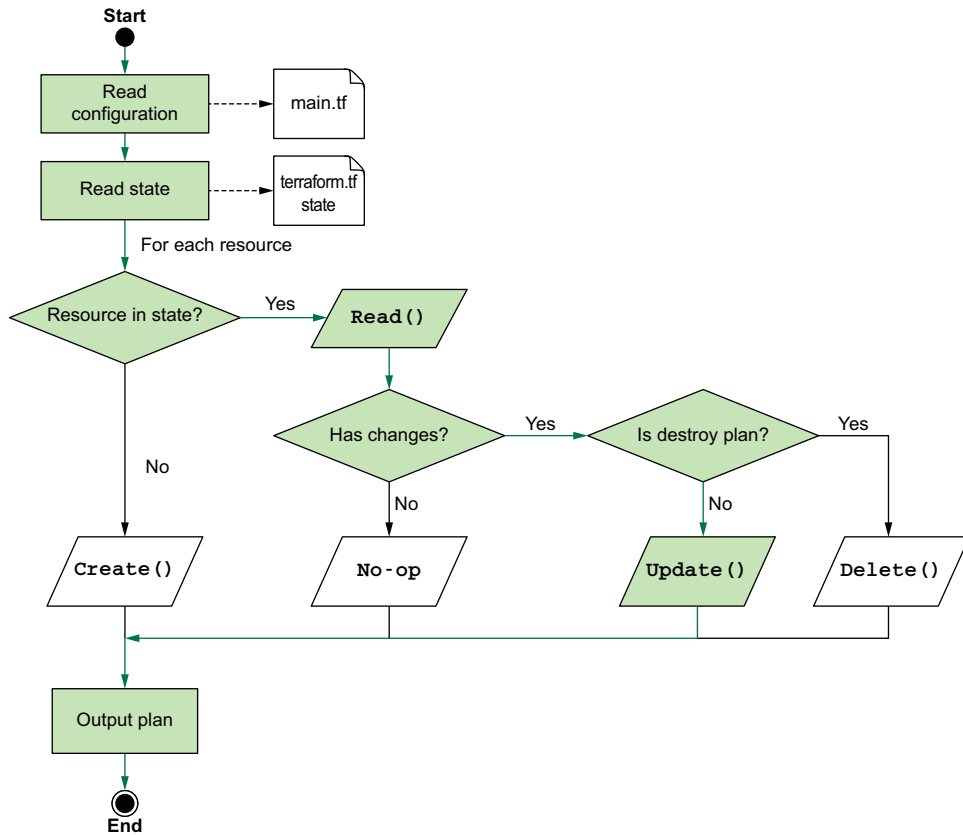 Start
Read
configuration
main.tf
Read state
terraform.tf
state
For each resource
Resource in state?
Yes
Read()
Has changes?
Yes
Is destroy plan?
Yes
No
No
No
Create()
No-op
Update()
Delete()
Output plan
End